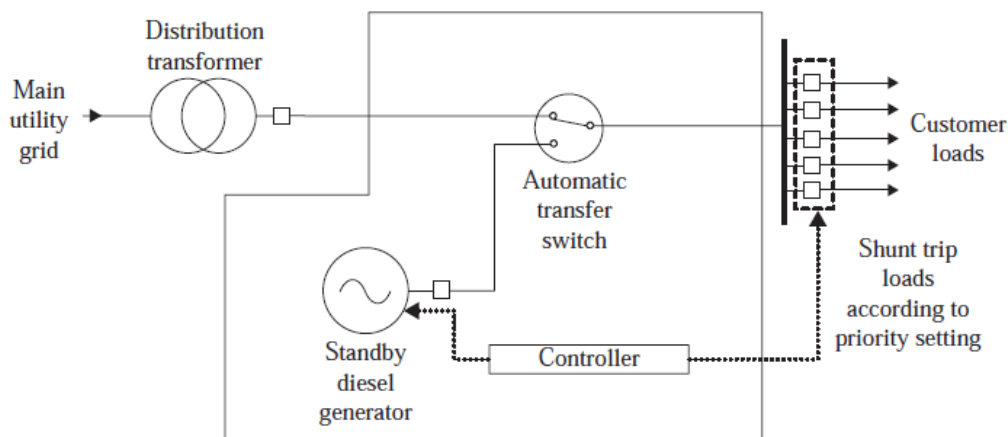 Distribution
transformer
Main
utility
grid
Customer
loads
Automatic
transfer
switch
Shunt trip
loads
according to
priority setting
Controller
Standby
diesel
generator